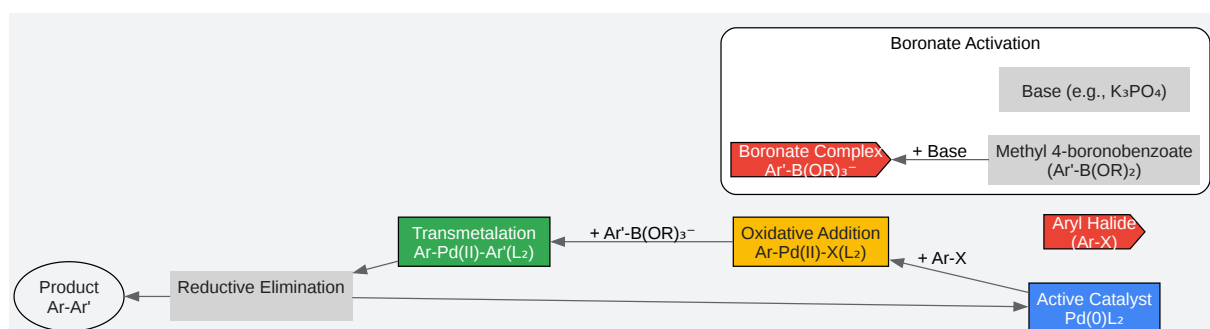 Boronate Activation
Base (e.g., K₃PO₄)
Boronate Complex
Ar'-B(OR)₃⁻
+ Base
Methyl 4-boronobenzoate
(Ar'-B(OR)₂)
Transmetalation
Ar-Pd(II)-Ar'(L₂)
+ Ar'-B(OR)₃⁻
Oxidative Addition
Ar-Pd(II)-X(L₂)
Aryl Halide
(Ar-X)
+ Ar-X
Product
Ar-Ar'
Reductive Elimination
Active Catalyst
Pd(0)L₂